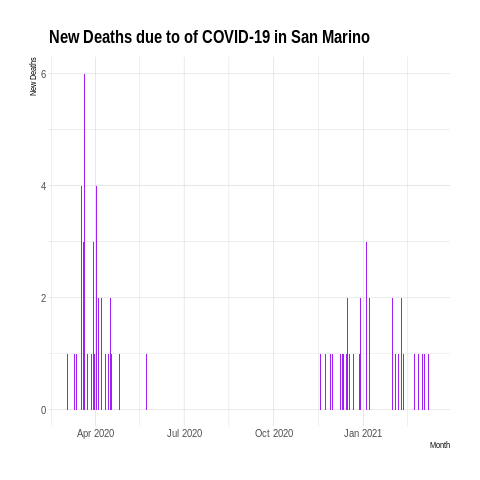 New Deaths due to of COVID-19 in San Marino
New Deaths
6
4
2
0
Apr 2020 Jul 2020 Oct 2020 Jan 2021
Month